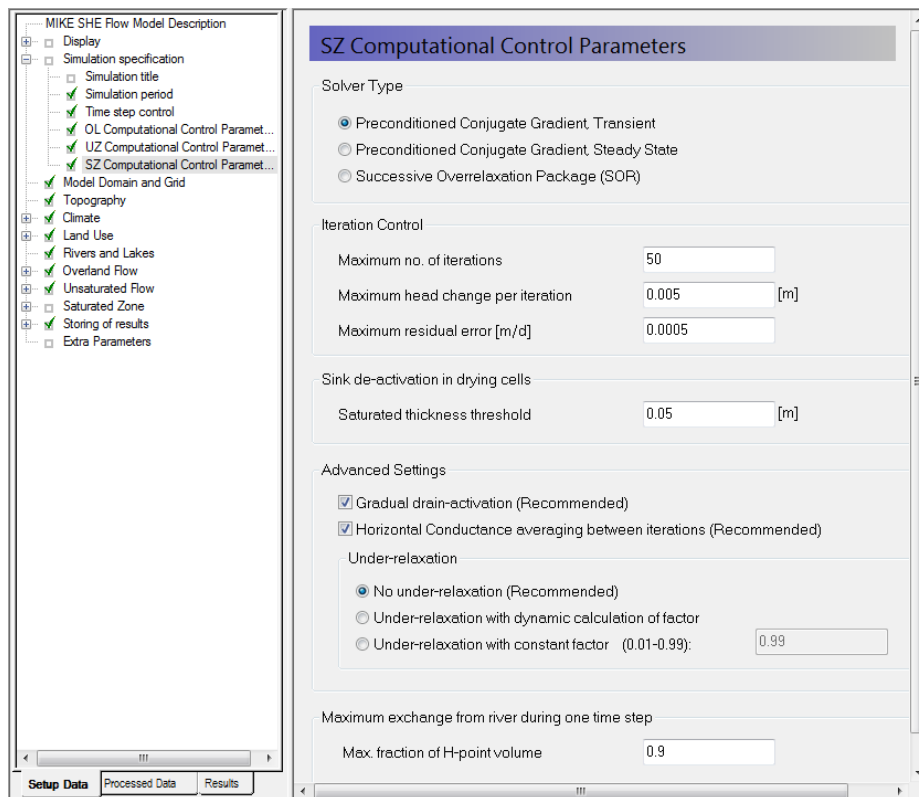 MIKE SHE Flow Model Description
Display
Simulation specification
Simulation title
Simulation period
Time step control
OL Computational Control Paramet...
UZ Computational Control Paramet...
SZ Computational Control Paramet...
Model Domain and Grid
Topography
Climate
Land Use
Rivers and Lakes
Overland Flow
Unsaturated Flow
Saturated Zone
Storing of results
Extra Parameters
Setup Data Processed Data Results
SZ Computational Control Parameters
Solver Type
Preconditioned Conjugate Gradient, Transient
Preconditioned Conjugate Gradient, Steady State
Successive Overrelaxation Package (SOR)
Iteration Control
Maximum no. of iterations 50
Maximum head change per iteration 0.005 [m]
Maximum residual error [m/d] 0.0005
Sink de-activation in drying cells
Saturated thickness threshold 0.05 [m]
Advanced Settings
Gradual drain-activation (Recommended)
Horizontal Conductance averaging between iterations (Recommended)
Under-relaxation
No under-relaxation (Recommended)
Under-relaxation with dynamic calculation of factor
Under-relaxation with constant factor (0.01-0.99): 0.99
Maximum exchange from river during one time step
Max. fraction of H-point volume 0.9